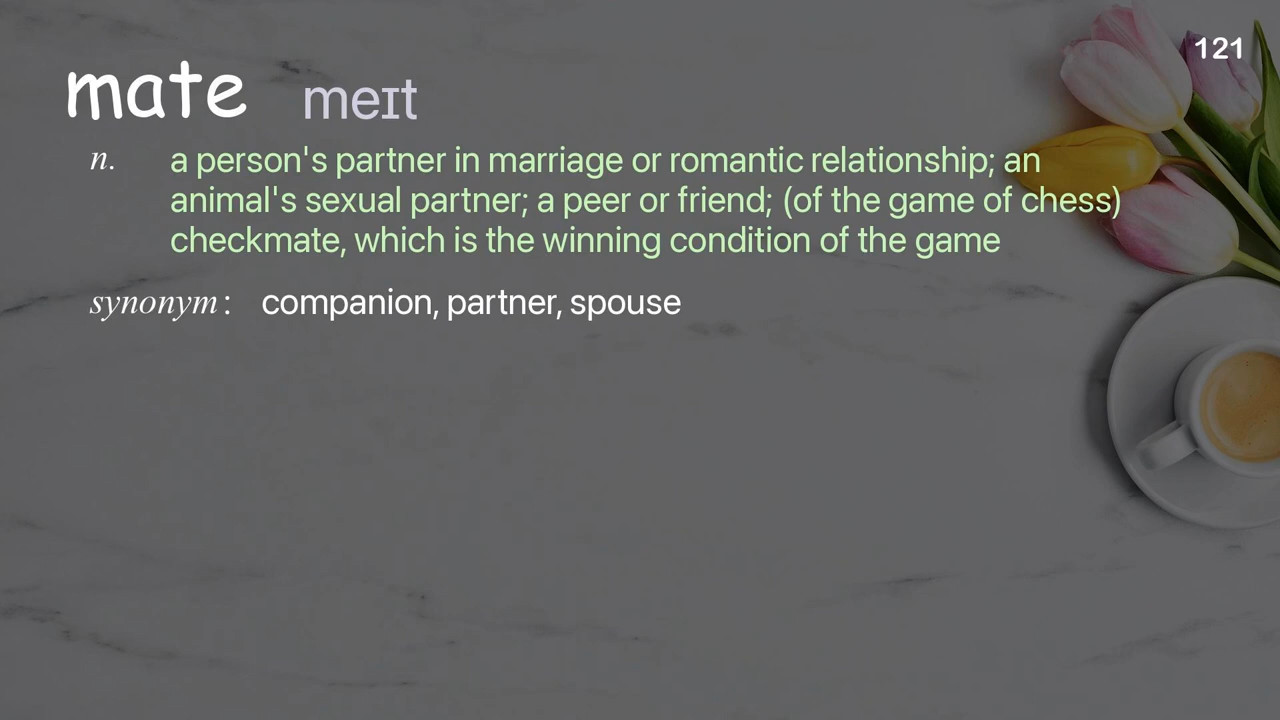 121
mate meɪt
n. a person's partner in marriage or romantic relationship; an
animal's sexual partner; a peer or friend; (of the game of chess)
checkmate, which is the winning condition of the game
synonym: companion, partner, spouse